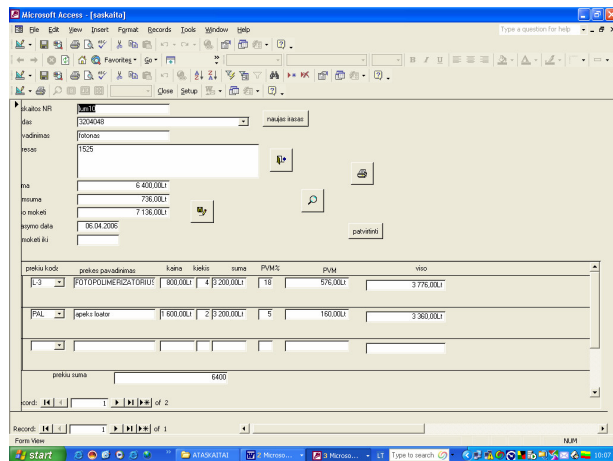 Microsoft Access - [saskaita]
File Edit View Insert Format Records Tools Window Help
Type a question for help
Favorites Go
Close Setup
skaitos NR lium10
das 3204048
naujas irasas
vadinimas fotonas
resas 1525
ma 6 400,00Lt
msuma 736,00Lt
o moketi 7 136,00Lt
asymo data 06.04.2006
moketi iki
patvirtinti
prekiu kodas prekes pavadinimas kaina kiekis suma PVM% PVM viso
L-3 FOTOPOLIMERIZATORIUS 800,00Lt 4 3 200,00Lt 18 576,00Lt 3 776,00Lt
PAL apeks loator 1 600,00Lt 2 3 200,00Lt 5 160,00Lt 3 360,00Lt
prekiu suma 6400
cord: 1 of 2
Record: 1 of 1
Form View NUM
start ATASKAITAI 2 Microso... 3 Microso... LT Type to search 10:07